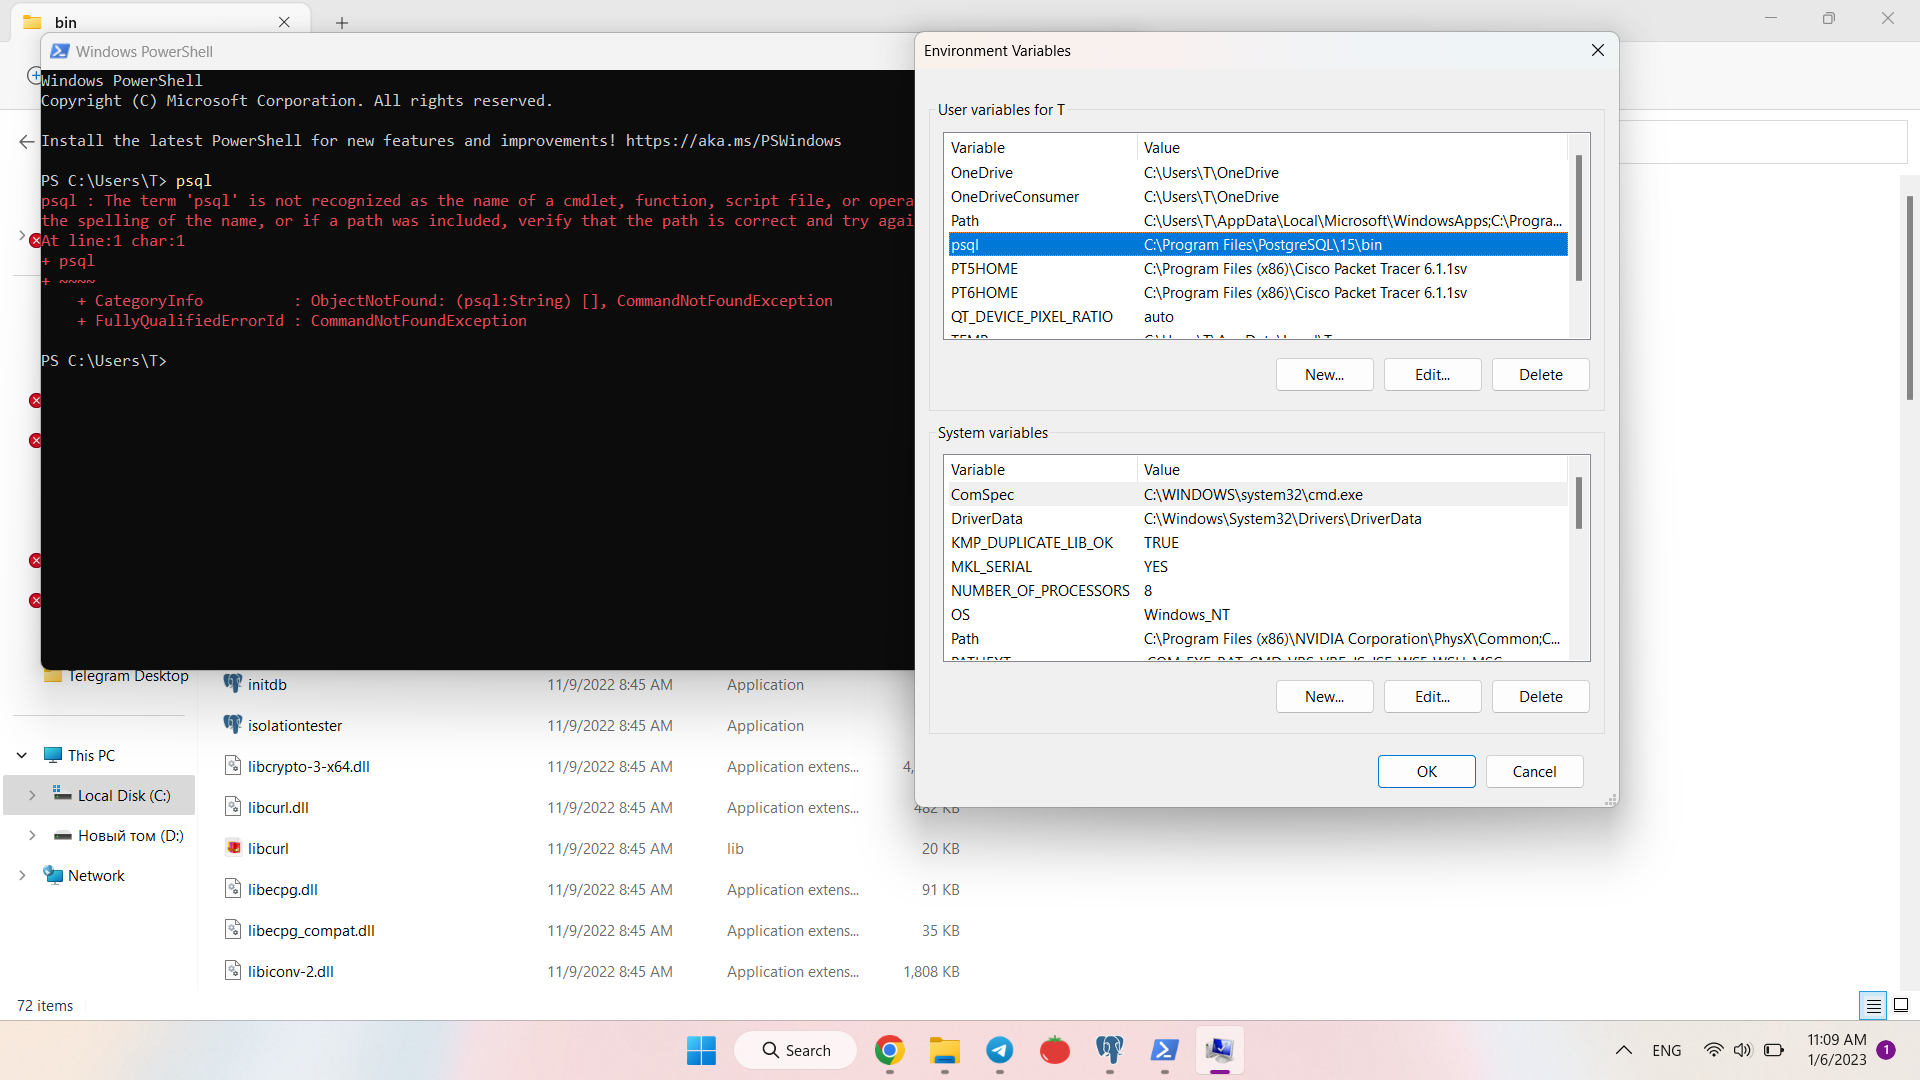 bin
Windows PowerShell
Windows PowerShell
Copyright (C) Microsoft Corporation. All rights reserved.
Install the latest PowerShell for new features and improvements! https://aka.ms/PSWindows
PS C:\Users\T> psql
psql : The term 'psql' is not recognized as the name of a cmdlet, function, script file, or opera
the spelling of the name, or if a path was included, verify that the path is correct and try agai
At line:1 char:1
+ psql
+ ~~~~
+ CategoryInfo : ObjectNotFound: (psql:String) [], CommandNotFoundException
+ FullyQualifiedErrorId : CommandNotFoundException
PS C:\Users\T>
Environment Variables
User variables for T
Variable Value
OneDrive C:\Users\T\OneDrive
OneDriveConsumer C:\Users\T\OneDrive
Path C:\Users\T\AppData\Local\Microsoft\WindowsApps;C:\Progra...
psql C:\Program Files\PostgreSQL\15\bin
PT5HOME C:\Program Files (x86)\Cisco Packet Tracer 6.1.1sv
PT6HOME C:\Program Files (x86)\Cisco Packet Tracer 6.1.1sv
QT_DEVICE_PIXEL_RATIO auto
New... Edit... Delete
System variables
Variable Value
ComSpec C:\WINDOWS\system32\cmd.exe
DriverData C:\Windows\System32\Drivers\DriverData
KMP_DUPLICATE_LIB_OK TRUE
MKL_SERIAL YES
NUMBER_OF_PROCESSORS 8
OS Windows_NT
Path C:\Program Files (x86)\NVIDIA Corporation\PhysX\Common;C...
New... Edit... Delete
OK Cancel
Telegram Desktop
This PC
Local Disk (C:)
Новый том (D:)
Network
initdb 11/9/2022 8:45 AM Application
isolationtester 11/9/2022 8:45 AM Application
libcrypto-3-x64.dll 11/9/2022 8:45 AM Application extens... 4,
libcurl.dll 11/9/2022 8:45 AM Application extens... 482 KB
libcurl 11/9/2022 8:45 AM lib 20 KB
libecpg.dll 11/9/2022 8:45 AM Application extens... 91 KB
libecpg_compat.dll 11/9/2022 8:45 AM Application extens... 35 KB
libiconv-2.dll 11/9/2022 8:45 AM Application extens... 1,808 KB
72 items
Search
ENG
11:09 AM
1/6/2023
1